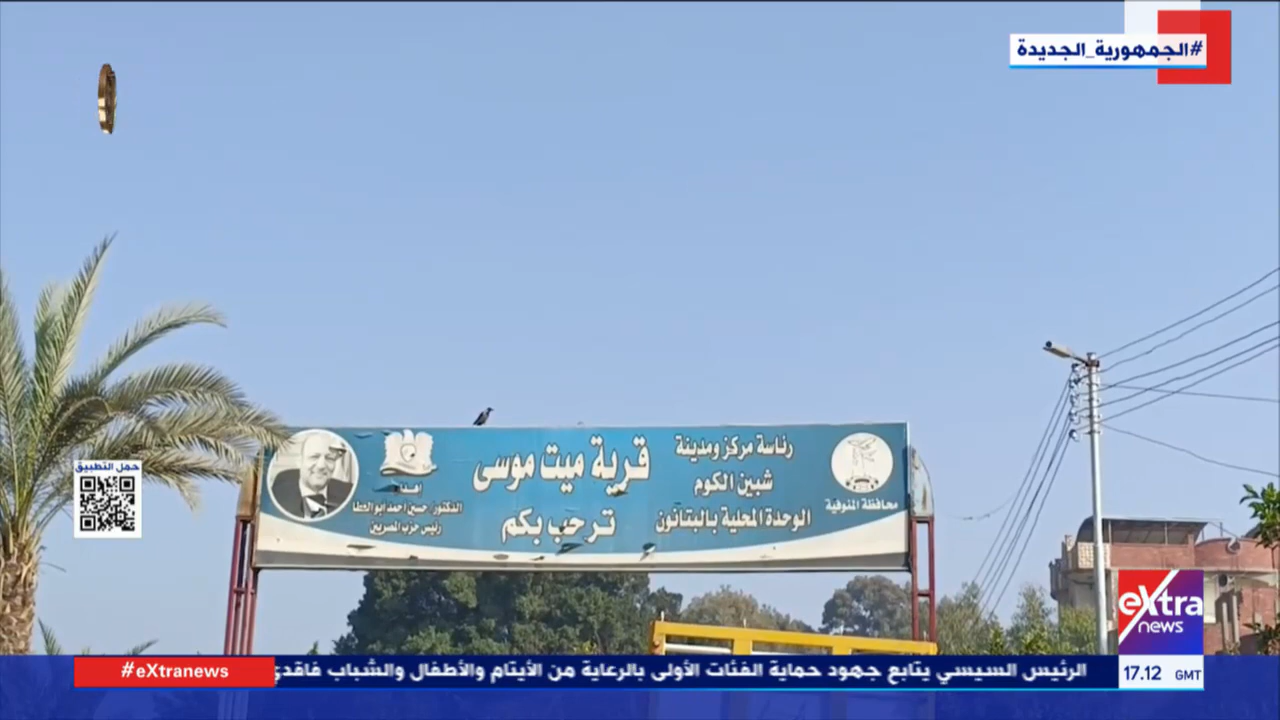 #الجمهورية_الجديدة
حمل التطبيق
رئاسة مركز ومدينة
شبين الكوم
الوحدة المحلية بالبتانون
محافظة المنوفية
قرية ميت موسى
ترحب بكم
إهداء
الدكتور/ حسين احمد ابو العطا
رئيس حزب المصريين
eXtra
news
#eXtranews
الرئيس السيسي يتابع جهود حماية الفئات الأولى بالرعاية من الأيتام والأطفال والشباب فاقدي
17.12 GMT